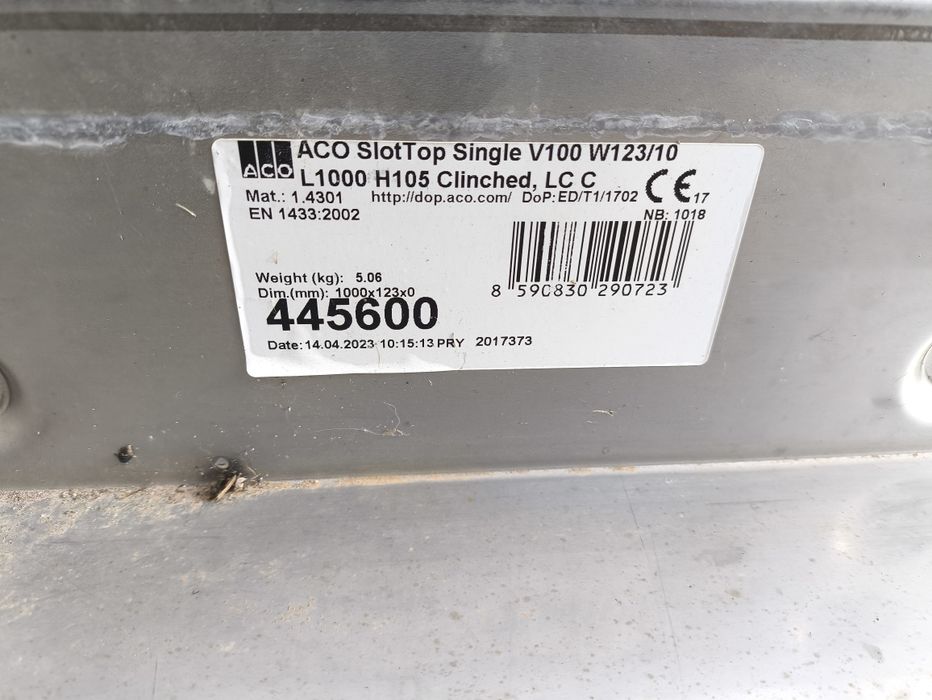 ACO ACO SlotTop Single V100 W123/10
L1000 H105 Clinched, LC C
Mat.: 1.4301 http://dop.aco.com/ DoP: ED/T1/1702 CE 17
EN 1433:2002 NB: 1018
Weight (kg): 5.06
Dim.(mm): 1000x123x0
8 590830 290723
445600
Date: 14.04.2023 10:15:13 PRY 2017373